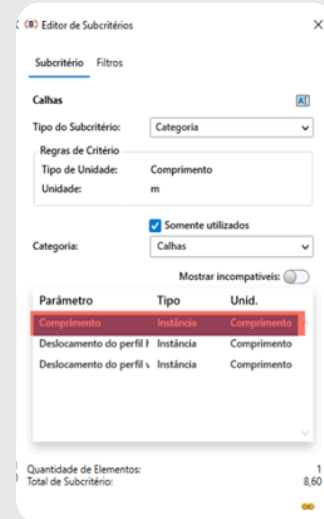 Editor de Subcritérios
Subcritério Filtros
Calhas
Tipo do Subcritério: Categoria
Regras de Critério
Tipo de Unidade: Comprimento
Unidade: m
Somente utilizados
Categoria: Calhas
Mostrar incompatíveis:
Parâmetro Tipo Unid.
Comprimento Instância Comprimento
Deslocamento do perfil h Instância Comprimento
Deslocamento do perfil v Instância Comprimento
Quantidade de Elementos: 1
Total de Subcritério: 8,60